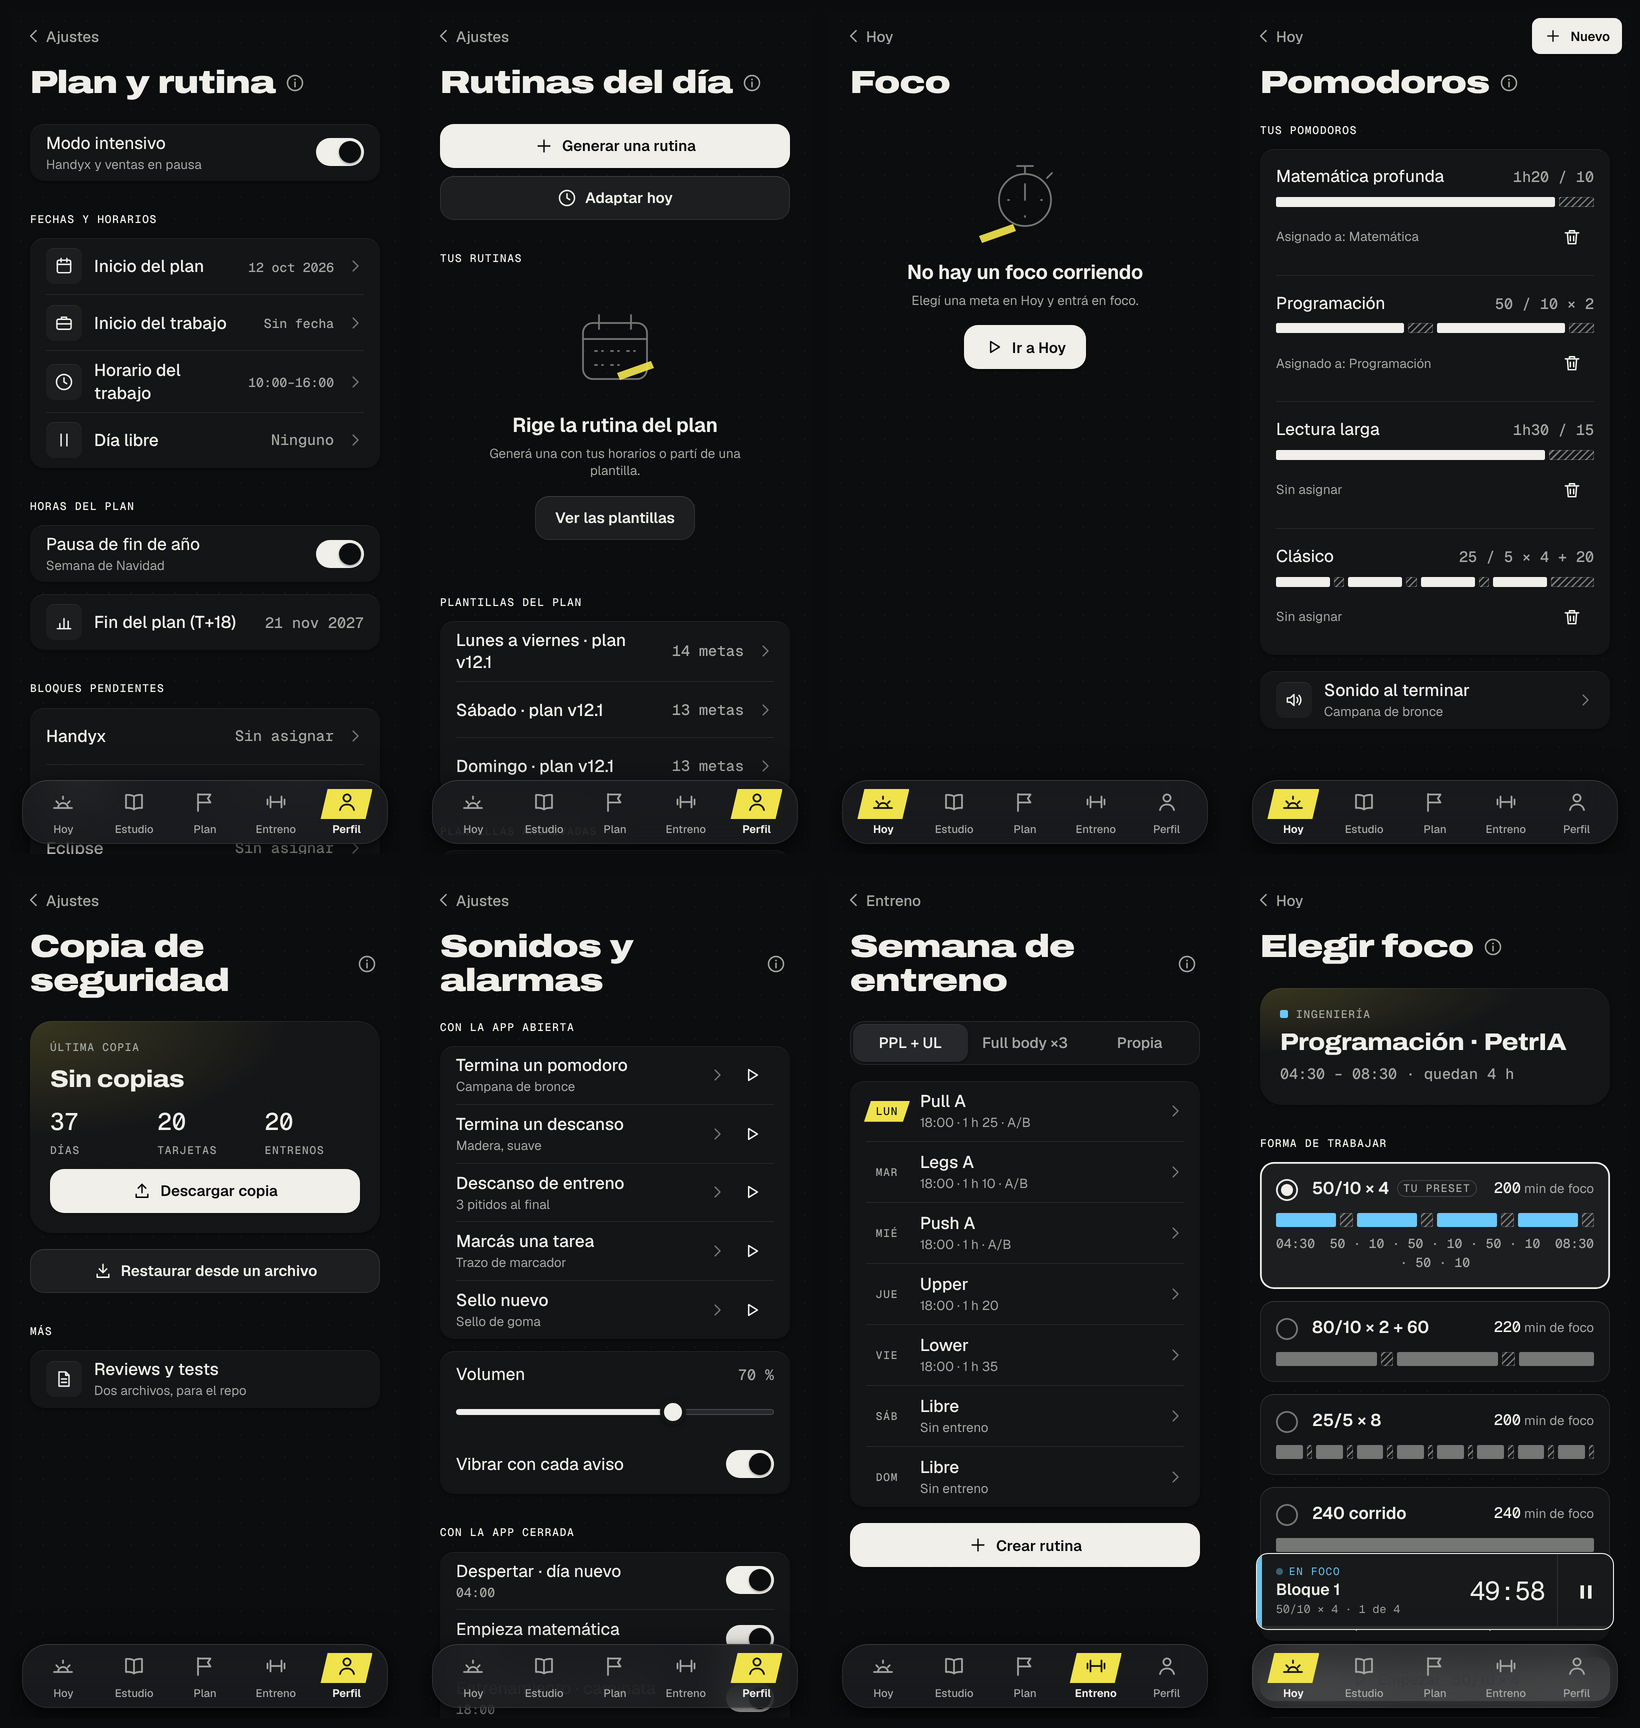 Ajustes
Plan y rutina
Modo intensivo
Handyx y ventas en pausa
FECHAS Y HORARIOS
Inicio del plan
12 oct 2026
Inicio del trabajo
Sin fecha
Horario del
trabajo
10:00-16:00
Día libre
Ninguno
HORAS DEL PLAN
Pausa de fin de año
Semana de Navidad
Fin del plan (T+18)
21 nov 2027
BLOQUES PENDIENTES
Handyx
Sin asignar
Hoy
Estudio
Plan
Entreno
Perfil
Eclipse
Sin asignar
Ajustes
Rutinas del día
Generar una rutina
Adaptar hoy
TUS RUTINAS
Rige la rutina del plan
Generá una con tus horarios o partí de una
plantilla.
Ver las plantillas
PLANTILLAS DEL PLAN
Lunes a viernes · plan
v12.1
14 metas
Sábado · plan v12.1
13 metas
Domingo · plan v12.1
13 metas
Hoy
Estudio
Plan
Entreno
Perfil
Hoy
Foco
No hay un foco corriendo
Elegí una meta en Hoy y entrá en foco.
Ir a Hoy
Hoy
Estudio
Plan
Entreno
Perfil
Hoy
Nuevo
Pomodoros
TUS POMODOROS
Matemática profunda
1h20 / 10
Asignado a: Matemática
Programación
50 / 10 × 2
Asignado a: Programación
Lectura larga
1h30 / 15
Sin asignar
Clásico
25 / 5 × 4 + 20
Sin asignar
Sonido al terminar
Campana de bronce
Hoy
Estudio
Plan
Entreno
Perfil
Ajustes
Copia de
seguridad
ÚLTIMA COPIA
Sin copias
37
20
20
DÍAS
TARJETAS
ENTRENOS
Descargar copia
Restaurar desde un archivo
MÁS
Reviews y tests
Dos archivos, para el repo
Hoy
Estudio
Plan
Entreno
Perfil
Ajustes
Sonidos y
alarmas
CON LA APP ABIERTA
Termina un pomodoro
Campana de bronce
Termina un descanso
Madera, suave
Descanso de entreno
3 pitidos al final
Marcás una tarea
Trazo de marcador
Sello nuevo
Sello de goma
Volumen
70 %
Vibrar con cada aviso
CON LA APP CERRADA
Despertar · día nuevo
04:00
Empieza matemática
Hoy
Estudio
Plan
Entreno
Perfil
18:00
Entreno
Semana de
entreno
PPL + UL
Full body ×3
Propia
LUN
Pull A
18:00 · 1 h 25 · A/B
MAR
Legs A
18:00 · 1 h 10 · A/B
MIÉ
Push A
18:00 · 1 h · A/B
JUE
Upper
18:00 · 1 h 20
VIE
Lower
18:00 · 1 h 35
SÁB
Libre
Sin entreno
DOM
Libre
Sin entreno
Crear rutina
Hoy
Estudio
Plan
Entreno
Perfil
Hoy
Elegir foco
INGENIERÍA
Programación · PetrIA
04:30 – 08:30 · quedan 4 h
FORMA DE TRABAJAR
50/10 × 4
TU PRESET
200 min de foco
04:30
50 · 10 · 50 · 10 · 50 · 10
· 50 · 10
08:30
80/10 × 2 + 60
220 min de foco
25/5 × 8
200 min de foco
240 corrido
240 min de foco
EN FOCO
Bloque 1
50/10 × 4 · 1 de 4
49:58
Hoy
Estudio
Plan
Entreno
Perfil